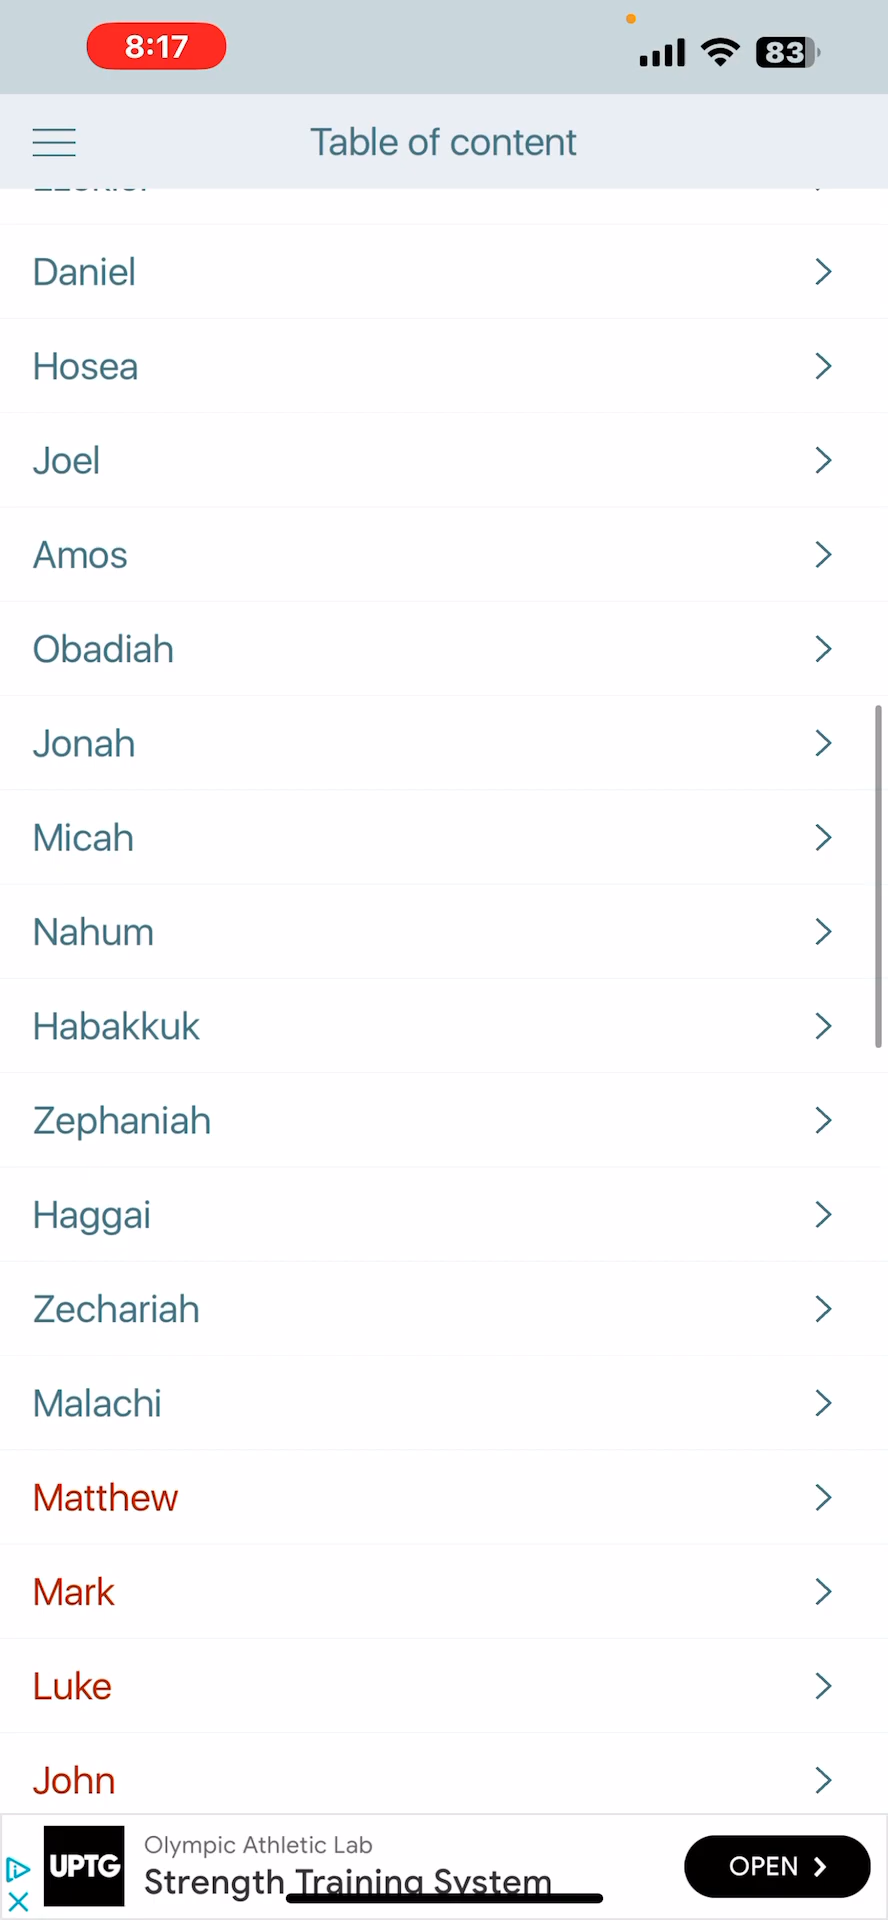 8:17
83
Table of content
Daniel
Hosea
Joel
Amos
Obadiah
Jonah
Micah
Nahum
Habakkuk
Zephaniah
Haggai
Zechariah
Malachi
Matthew
Mark
Luke
John
UPTG
Olympic Athletic Lab
Strength Training System
OPEN